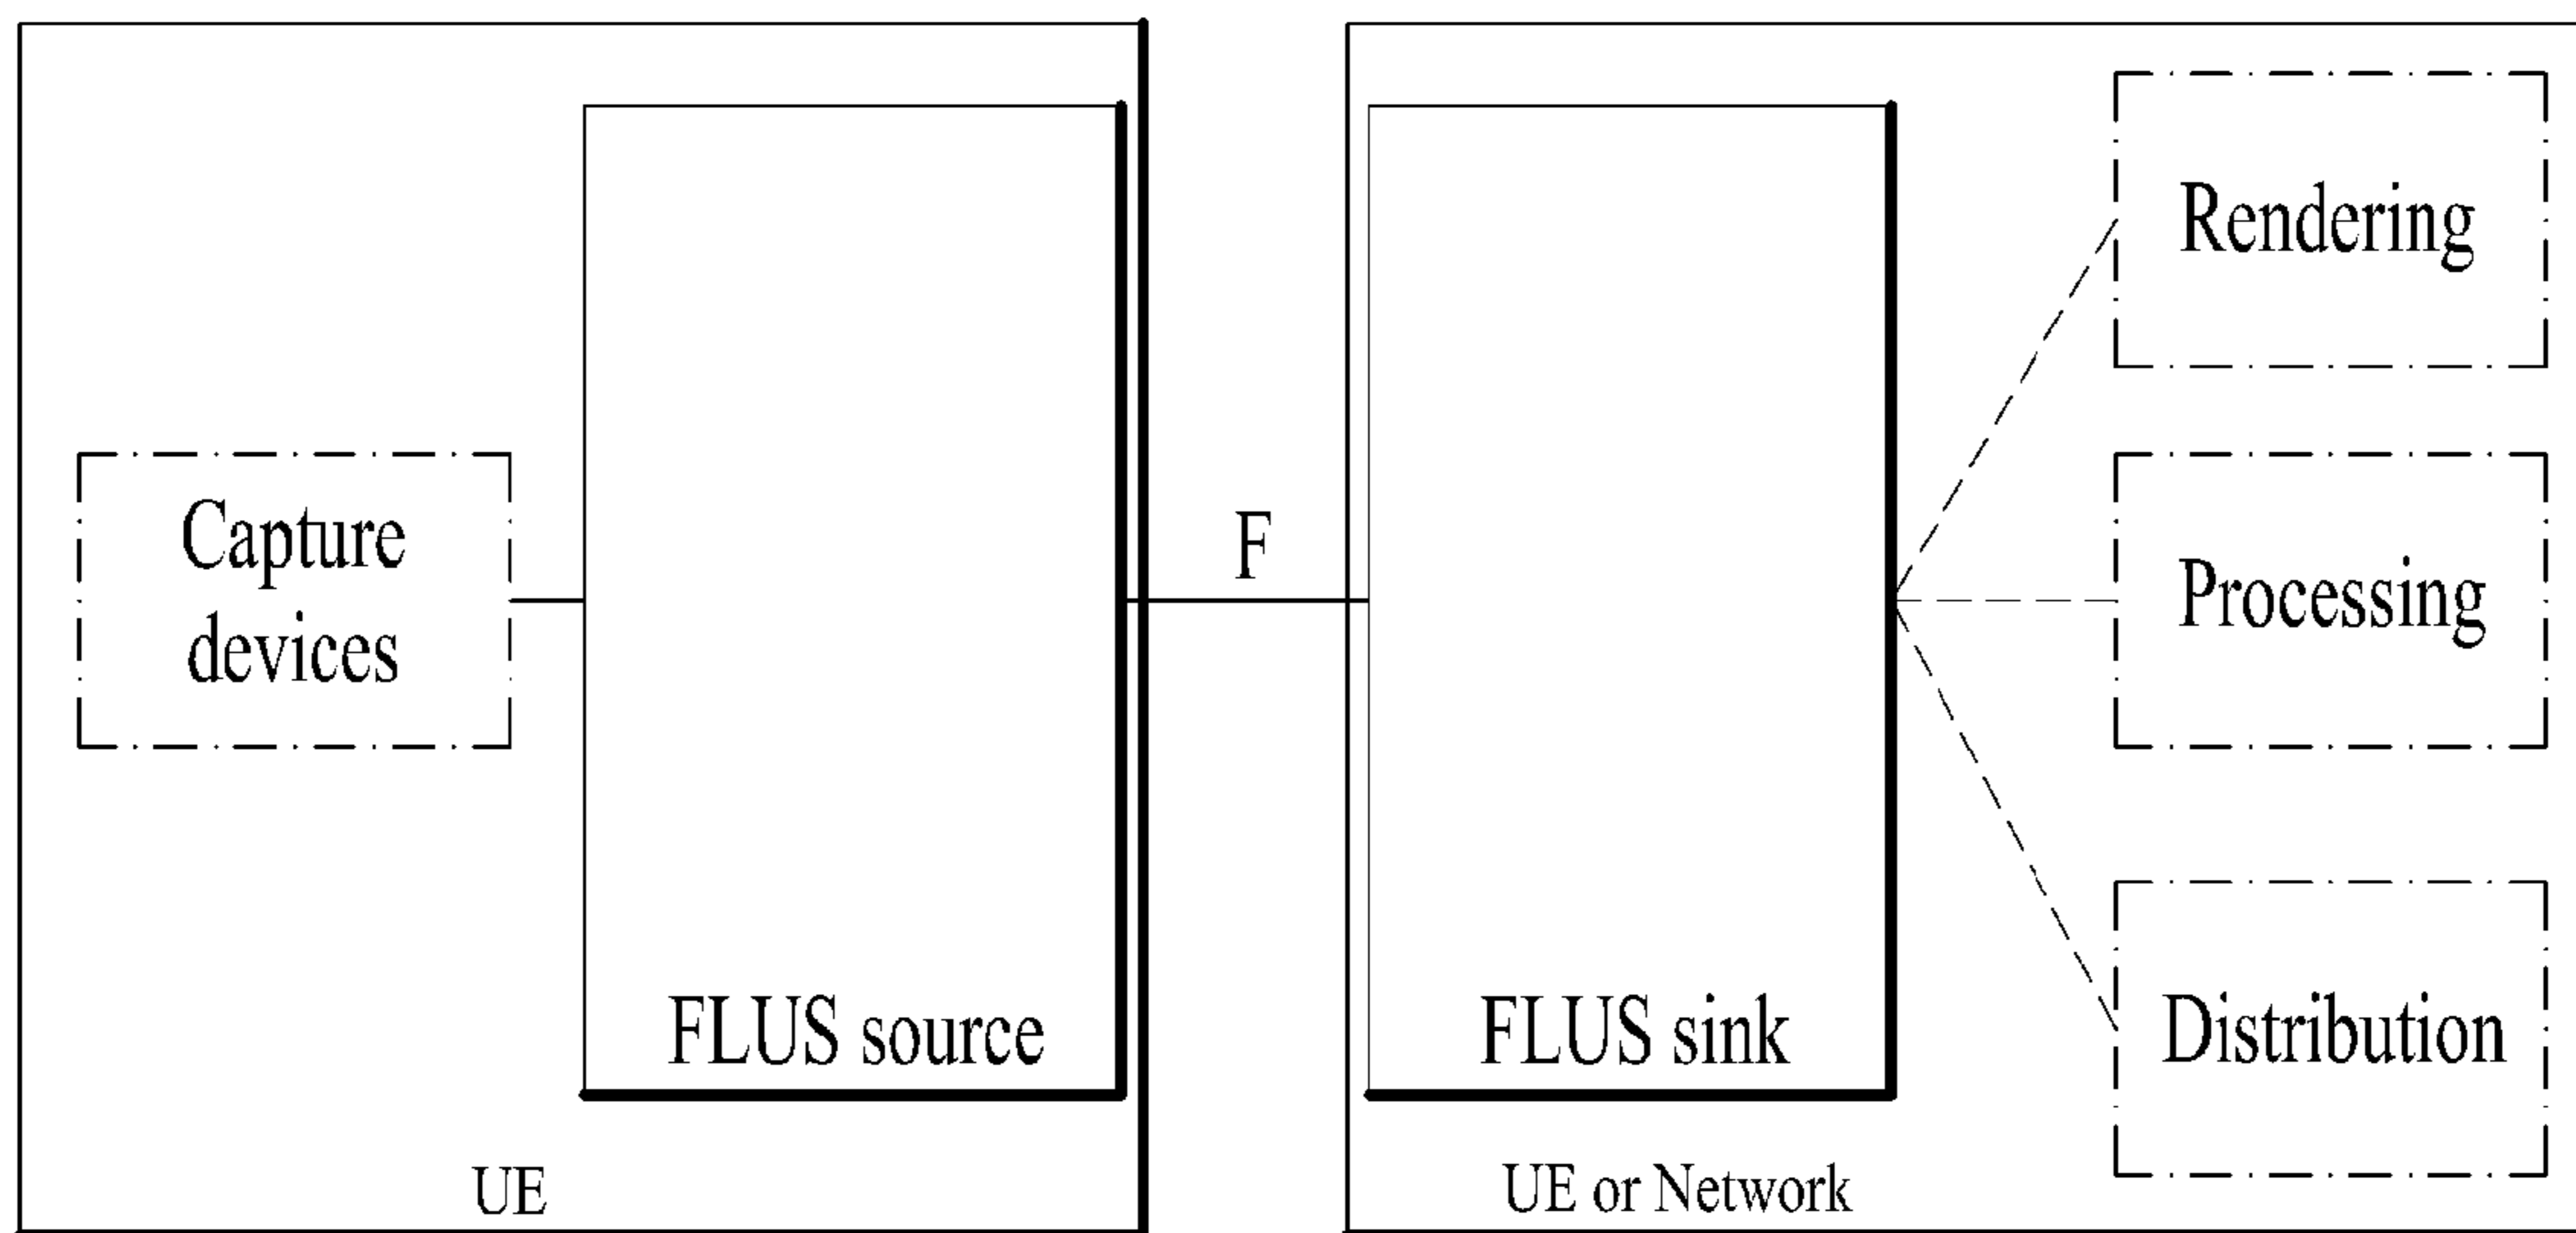 Capture
devices
FLUS source
UE
F
FLUS sink
UE or Network
Rendering
Processing
Distribution